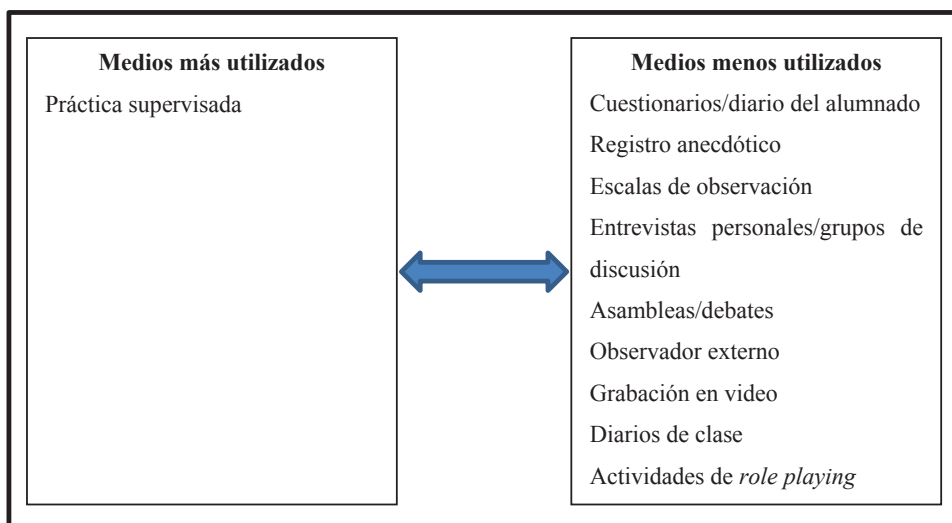 Medios más utilizados
Práctica supervisada
Medios menos utilizados
Cuestionarios/diario del alumnado
Registro anecdótico
Escalas de observación
Entrevistas personales/grupos de
discusión
Asambleas/debates
Observador externo
Grabación en video
Diarios de clase
Actividades de role playing